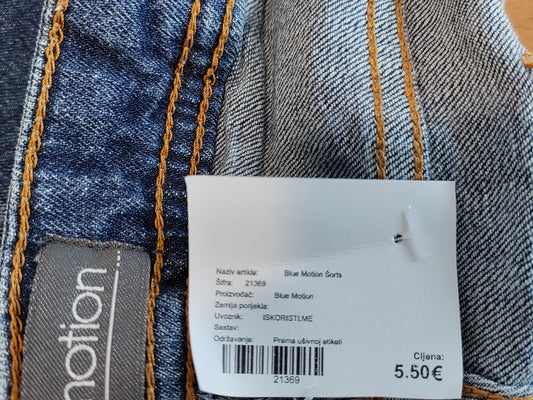 Naziv artikla: Blue Motion Šorts
Šifra: 21369
Proizvođač: Blue Motion
Zemlja porijekla:
Uvoznik: ISKORISTI.ME
Sastav:
Održavanje: Prema ušivnoj etiketi
21369
Cijena:
5.50€
motion